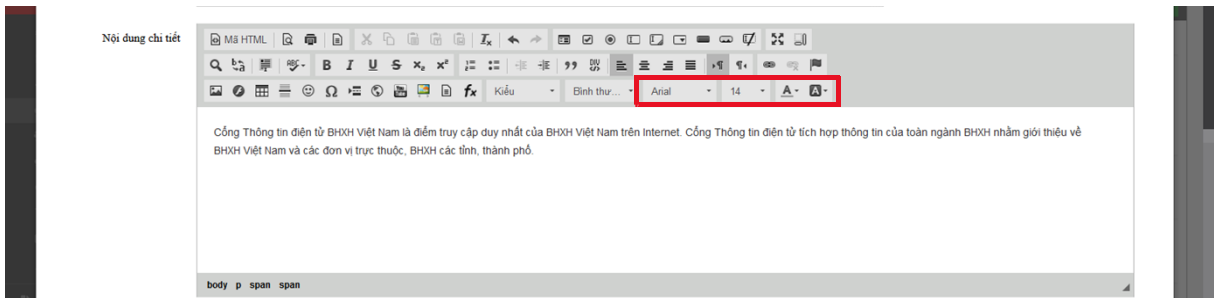 Nội dung chi tiết
Mã HTML
Kiểu
Bình thư...
Arial
14
Cổng Thông tin điện tử BHXH Việt Nam là điểm truy cập duy nhất của BHXH Việt Nam trên Internet. Cổng Thông tin điện tử tích hợp thông tin của toàn ngành BHXH nhằm giới thiệu về
BHXH Việt Nam và các đơn vị trực thuộc, BHXH các tỉnh, thành phố.
body p span span